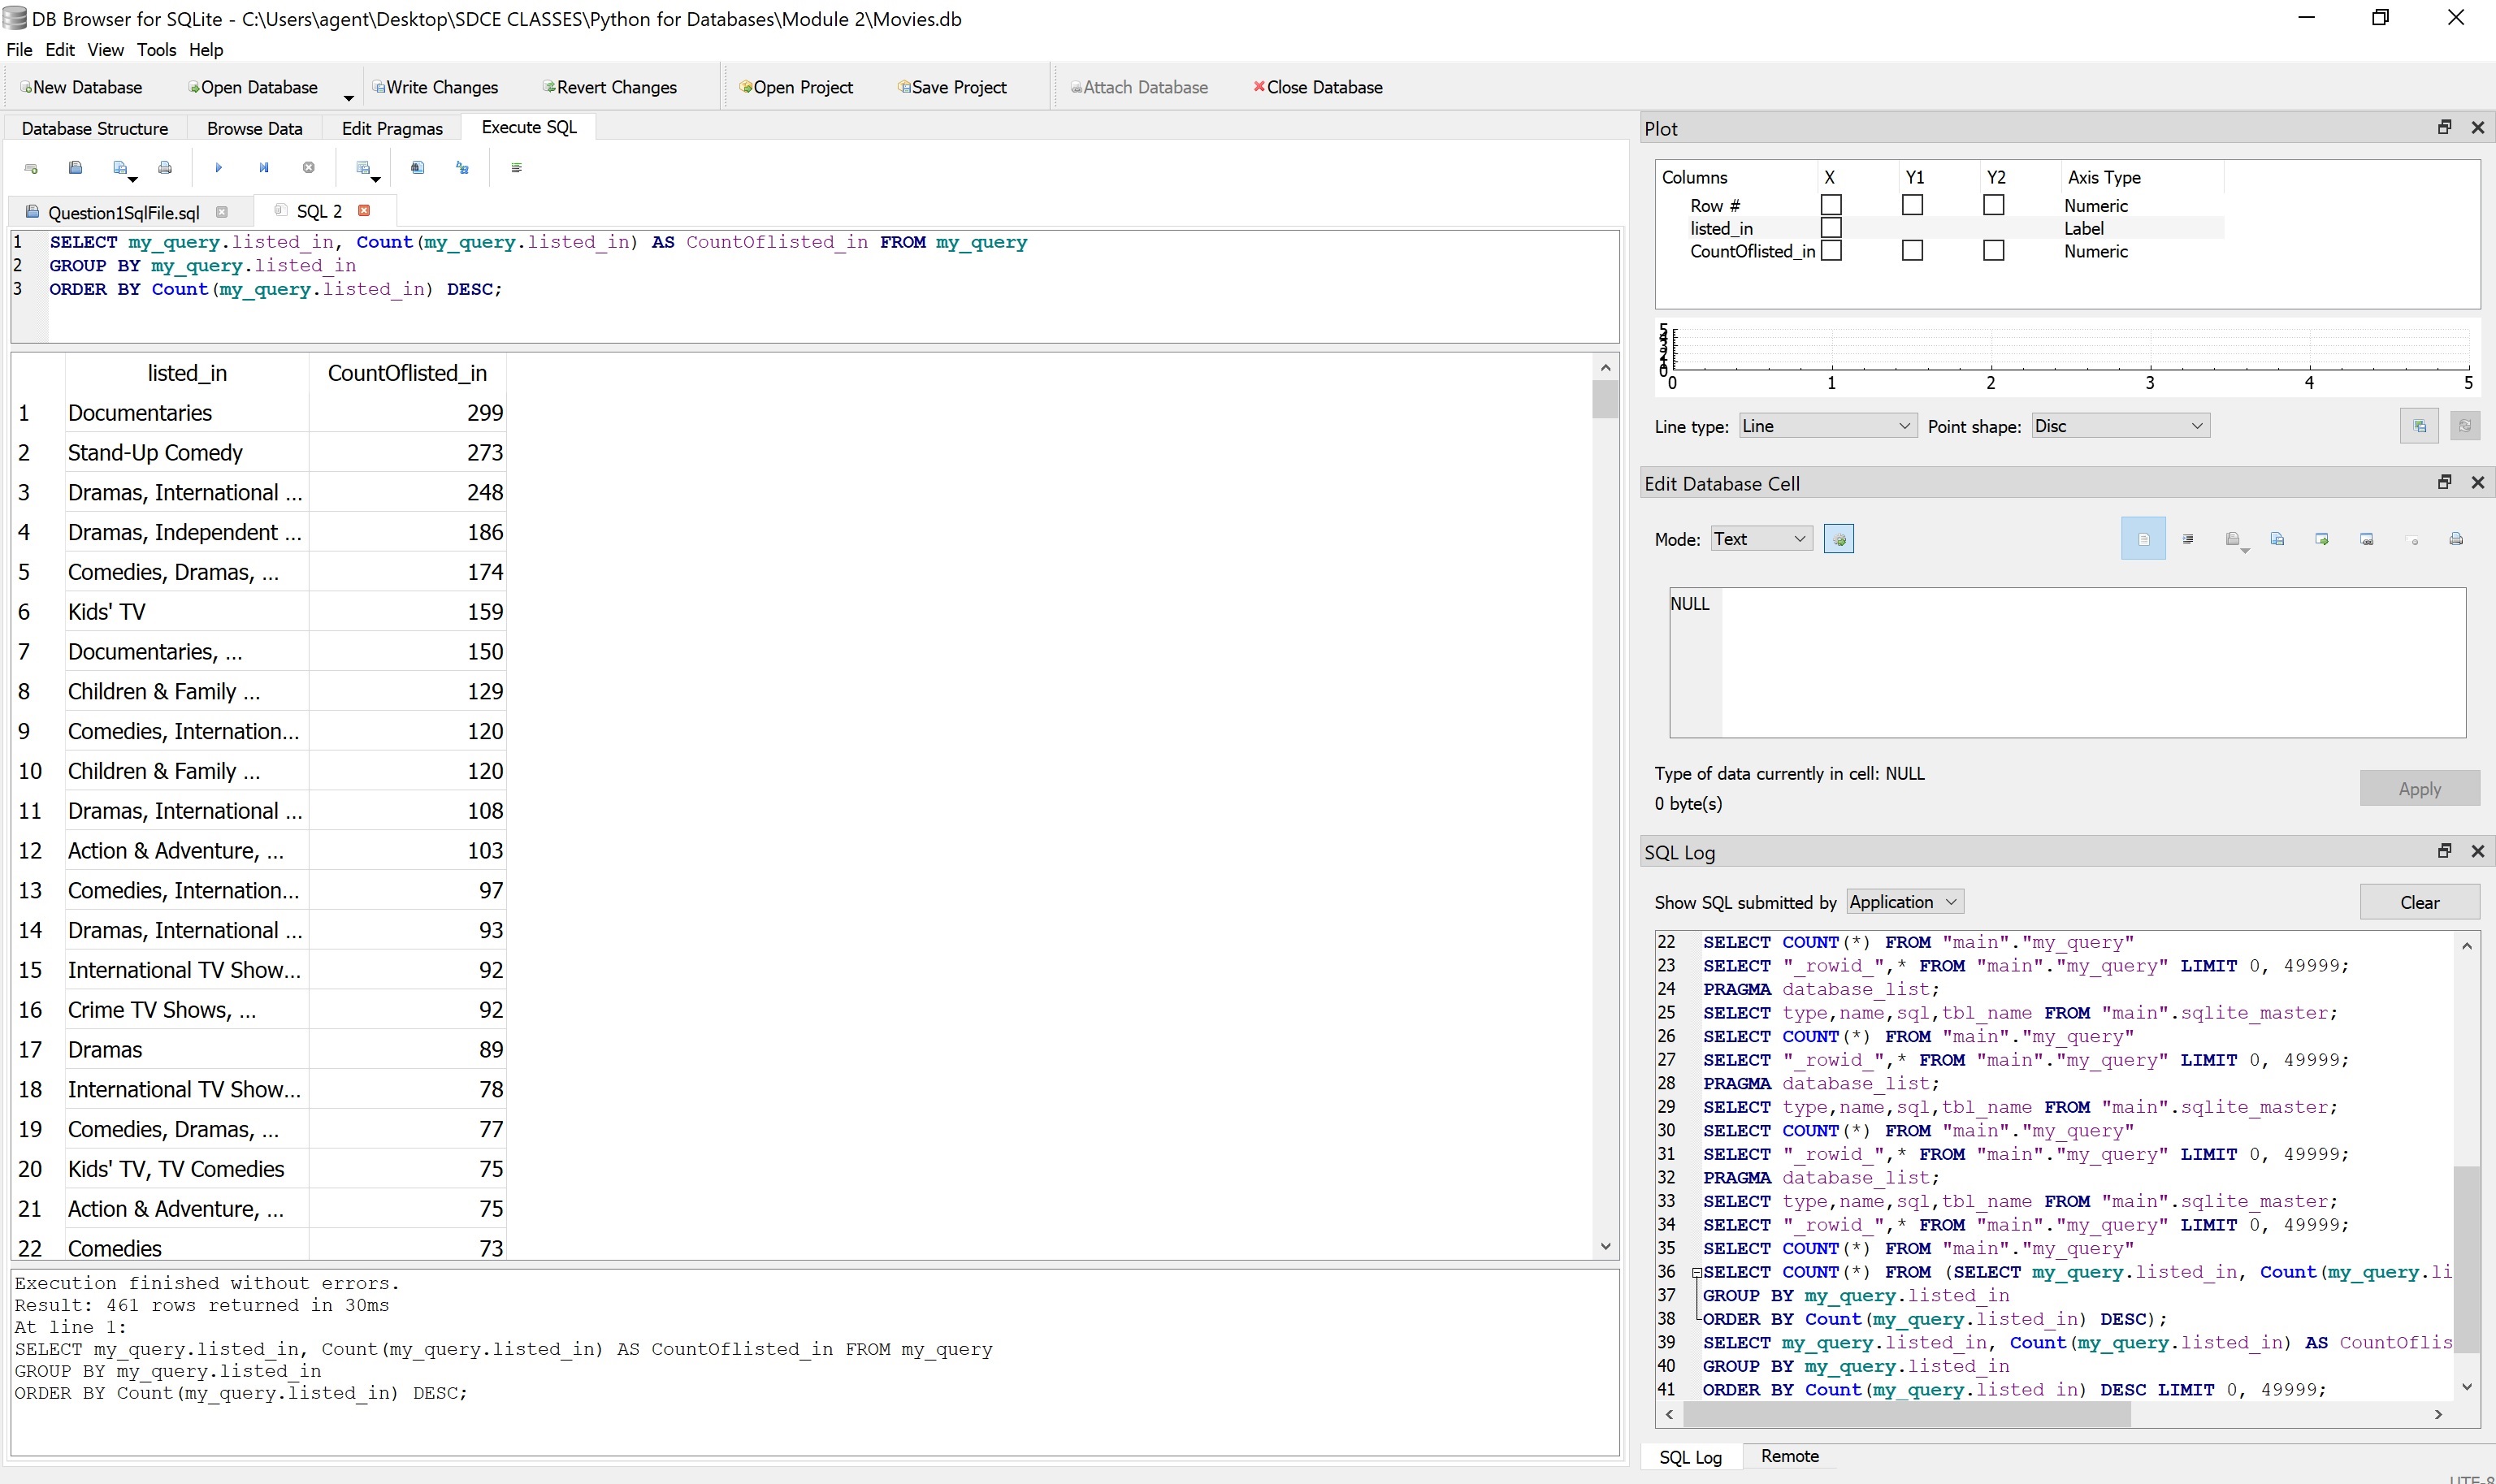 DB Browser for SQLite - C:\Users\agent\Desktop\SDCE CLASSES\Python for Databases\Module 2\Movies.db
File Edit View Tools Help
New Database Open Database Write Changes Revert Changes Open Project Save Project Attach Database Close Database
Database Structure Browse Data Edit Pragmas Execute SQL
Question1SqlFile.sql SQL 2
1 SELECT my_query.listed_in, Count(my_query.listed_in) AS CountOflisted_in FROM my_query
2 GROUP BY my_query.listed_in
3 ORDER BY Count(my_query.listed_in) DESC;
listed_in CountOflisted_in
1 Documentaries 299
2 Stand-Up Comedy 273
3 Dramas, International ... 248
4 Dramas, Independent ... 186
5 Comedies, Dramas, ... 174
6 Kids' TV 159
7 Documentaries, ... 150
8 Children & Family ... 129
9 Comedies, Internation... 120
10 Children & Family ... 120
11 Dramas, International ... 108
12 Action & Adventure, ... 103
13 Comedies, Internation... 97
14 Dramas, International ... 93
15 International TV Show... 92
16 Crime TV Shows, ... 92
17 Dramas 89
18 International TV Show... 78
19 Comedies, Dramas, ... 77
20 Kids' TV, TV Comedies 75
21 Action & Adventure, ... 75
22 Comedies 73
Execution finished without errors.
Result: 461 rows returned in 30ms
At line 1:
SELECT my_query.listed_in, Count(my_query.listed_in) AS CountOflisted_in FROM my_query
GROUP BY my_query.listed_in
ORDER BY Count(my_query.listed_in) DESC;
Plot
Columns X Y1 Y2 Axis Type
Row # Numeric
listed_in Label
CountOflisted_in Numeric
5
4
3
2
1
0
0 1 2 3 4 5
Line type: Line Point shape: Disc
Edit Database Cell
Mode: Text
NULL
Type of data currently in cell: NULL
0 byte(s)
Apply
SQL Log
Show SQL submitted by Application Clear
22 SELECT COUNT(*) FROM "main"."my_query"
23 SELECT "_rowid_",* FROM "main"."my_query" LIMIT 0, 49999;
24 PRAGMA database_list;
25 SELECT type,name,sql,tbl_name FROM "main".sqlite_master;
26 SELECT COUNT(*) FROM "main"."my_query"
27 SELECT "_rowid_",* FROM "main"."my_query" LIMIT 0, 49999;
28 PRAGMA database_list;
29 SELECT type,name,sql,tbl_name FROM "main".sqlite_master;
30 SELECT COUNT(*) FROM "main"."my_query"
31 SELECT "_rowid_",* FROM "main"."my_query" LIMIT 0, 49999;
32 PRAGMA database_list;
33 SELECT type,name,sql,tbl_name FROM "main".sqlite_master;
34 SELECT "_rowid_",* FROM "main"."my_query" LIMIT 0, 49999;
35 SELECT COUNT(*) FROM "main"."my_query"
36 SELECT COUNT(*) FROM (SELECT my_query.listed_in, Count(my_query.li
37 GROUP BY my_query.listed_in
38 ORDER BY Count(my_query.listed_in) DESC);
39 SELECT my_query.listed_in, Count(my_query.listed_in) AS CountOflis
40 GROUP BY my_query.listed_in
41 ORDER BY Count(my_query.listed_in) DESC LIMIT 0, 49999;
SQL Log Remote
UTF-8